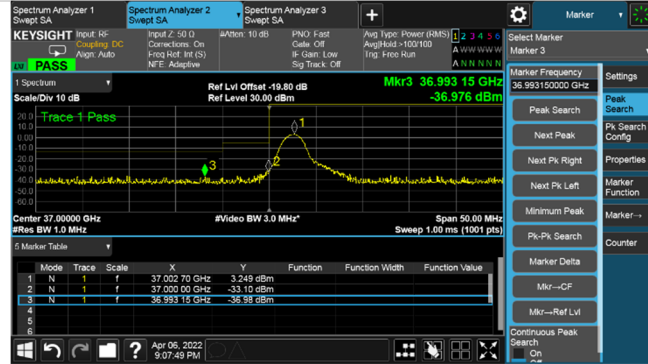 Spectrum Analyzer 1
Swept SA
Spectrum Analyzer 2
Swept SA
Spectrum Analyzer 3
Swept SA
+
Marker
KEYSIGHT
Input: RF
Coupling: DC
Align: Auto
Input Z: 50 Ω
Corrections: On
Freq Ref: Int (S)
NFE: Adaptive
#Atten: 10 dB
PNO: Fast
Gate: Off
IF Gain: Low
Sig Track: Off
Avg Type: Power (RMS)
Avg|Hold >100/100
Trig: Free Run
1 2 3 4 5 6
A W W W W W
A N N N N N
LV PASS
Select Marker
Marker 3
1 Spectrum
Scale/Div 10 dB
Ref Lvl Offset -19.80 dB
Ref Level 30.00 dBm
Mkr3 36.993 15 GHz
-36.976 dBm
Trace 1 Pass
20.0
10.0
0.00
-10.0
-20.0
-30.0
-40.0
-50.0
-60.0
1
2
3
Center 37.00000 GHz
#Res BW 1.0 MHz
#Video BW 3.0 MHz*
Span 50.00 MHz
Sweep 1.00 ms (1001 pts)
5 Marker Table
Mode Trace Scale X Y Function Function Width Function Value
1 N 1 f 37.002 70 GHz 3.249 dBm
2 N 1 f 37.000 00 GHz -33.10 dBm
3 N 1 f 36.993 15 GHz -36.98 dBm
4
5
6
Marker Frequency
36.993150000 GHz
Peak Search
Next Peak
Next Pk Right
Next Pk Left
Minimum Peak
Pk-Pk Search
Marker Delta
Mkr→CF
Mkr→Ref Lvl
Continuous Peak
Search
On
Off
Settings
Peak
Search
Pk Search
Config
Properties
Marker
Function
Marker→
Counter
?
Apr 06, 2022
9:07:49 PM